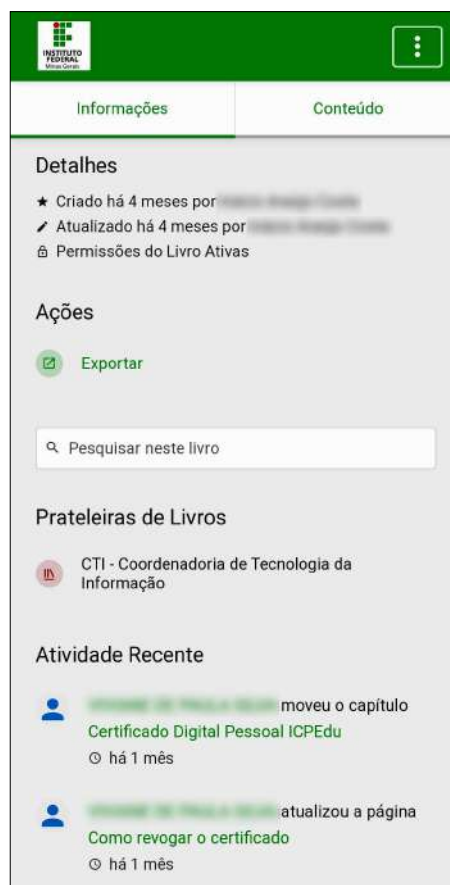 INSTITUTO
FEDERAL
Minas Gerais
Informações Conteúdo
Detalhes
Criado há 4 meses por
Atualizado há 4 meses por
Permissões do Livro Ativas
Ações
Exportar
Pesquisar neste livro
Prateleiras de Livros
CTI - Coordenadoria de Tecnologia da
Informação
Atividade Recente
moveu o capítulo
Certificado Digital Pessoal ICPEdu
há 1 mês
atualizou a página
Como revogar o certificado
há 1 mês